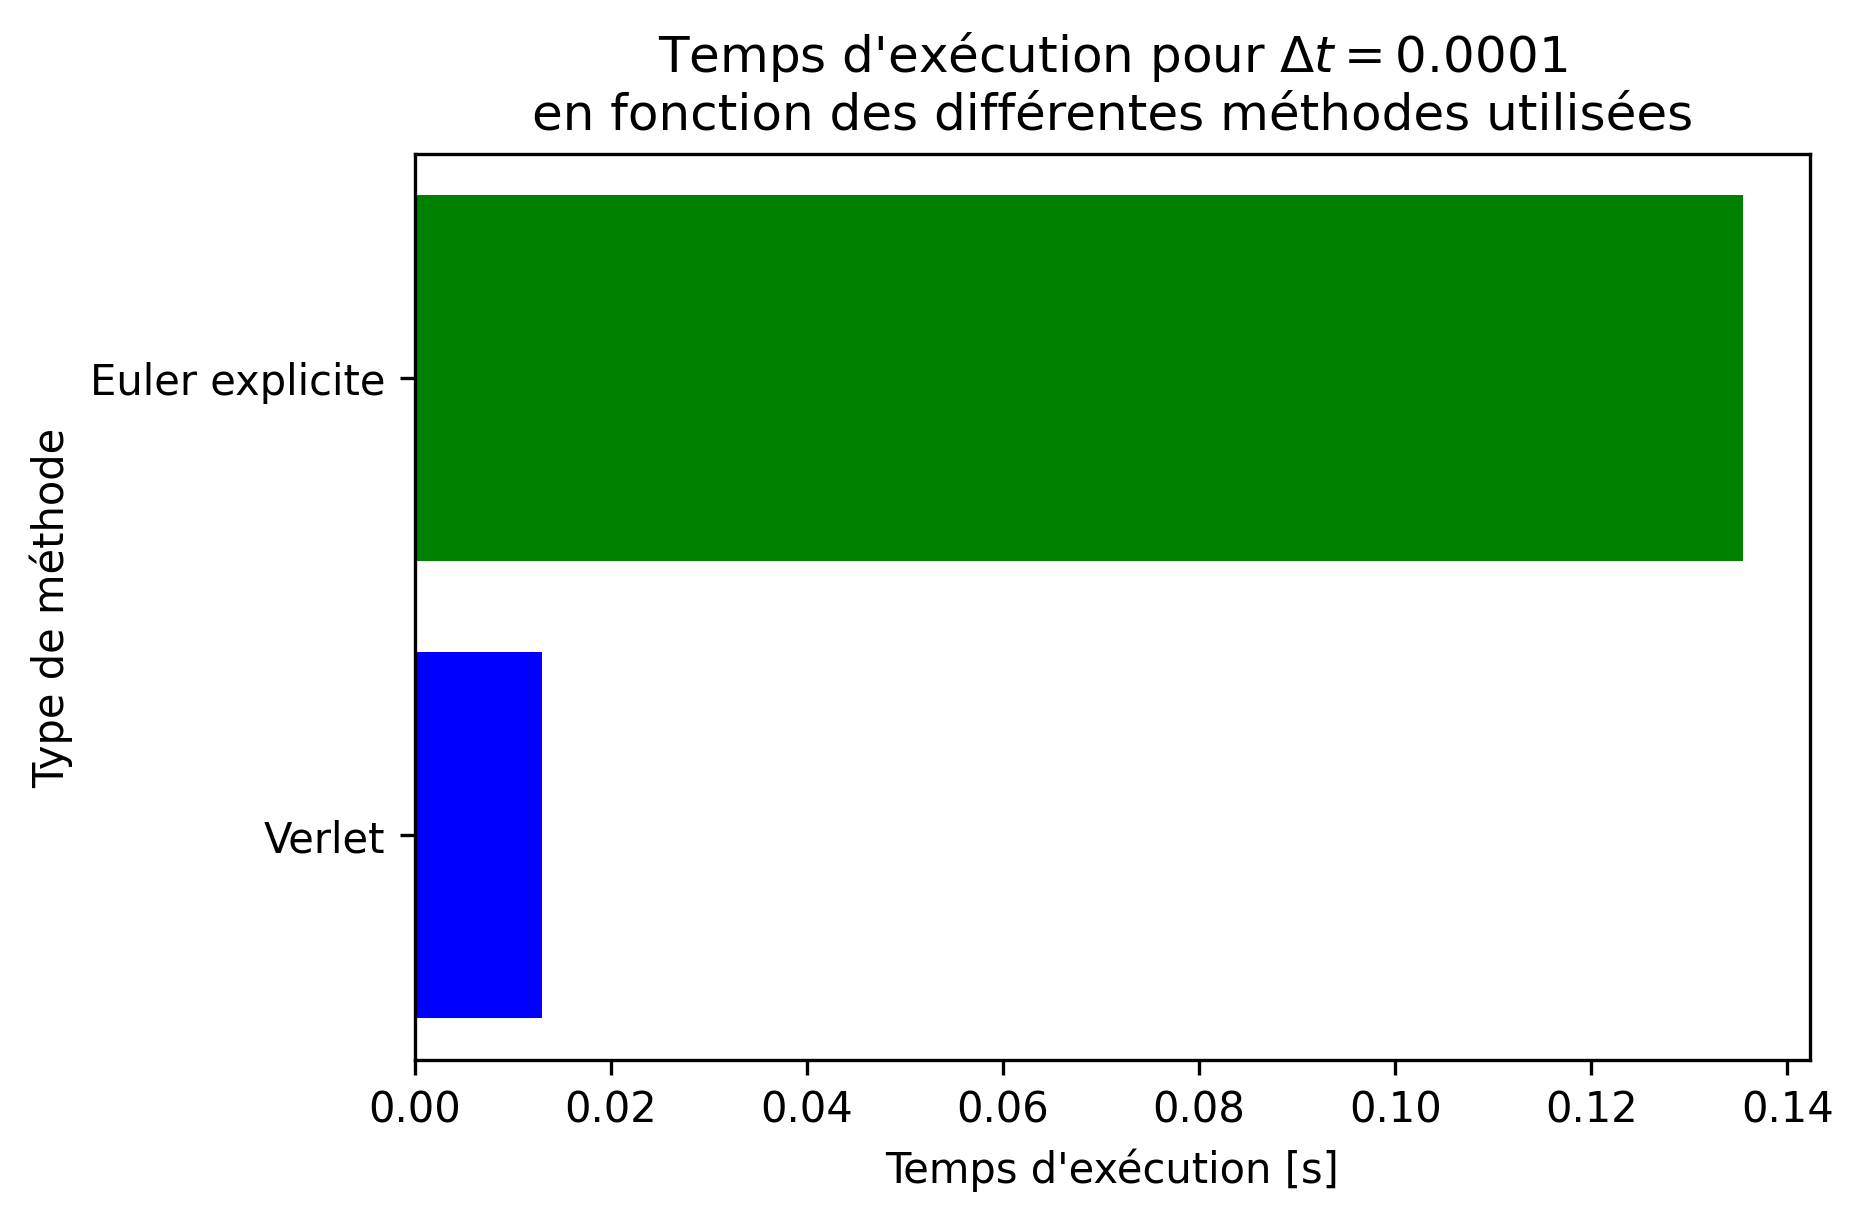 Temps d'exécution pour Δt = 0.0001
en fonction des différentes méthodes utilisées
Type de méthode
Euler explicite
Verlet
0.00 0.02 0.04 0.06 0.08 0.10 0.12 0.14
Temps d'exécution [s]